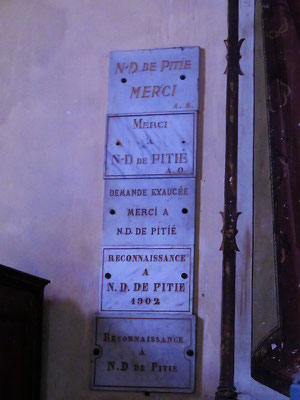 N-D. DE PITIE
MERCI
A. B.
MERCI
A
N-D DE PITIÉ
A. O.
DEMANDE EXAUCÉE
MERCI A
N.D. DE PITIÉ
RECONNAISSANCE
A
N. D. DE PITIE
1902
RECONNAISSANCE
A
N. D DE PITIE